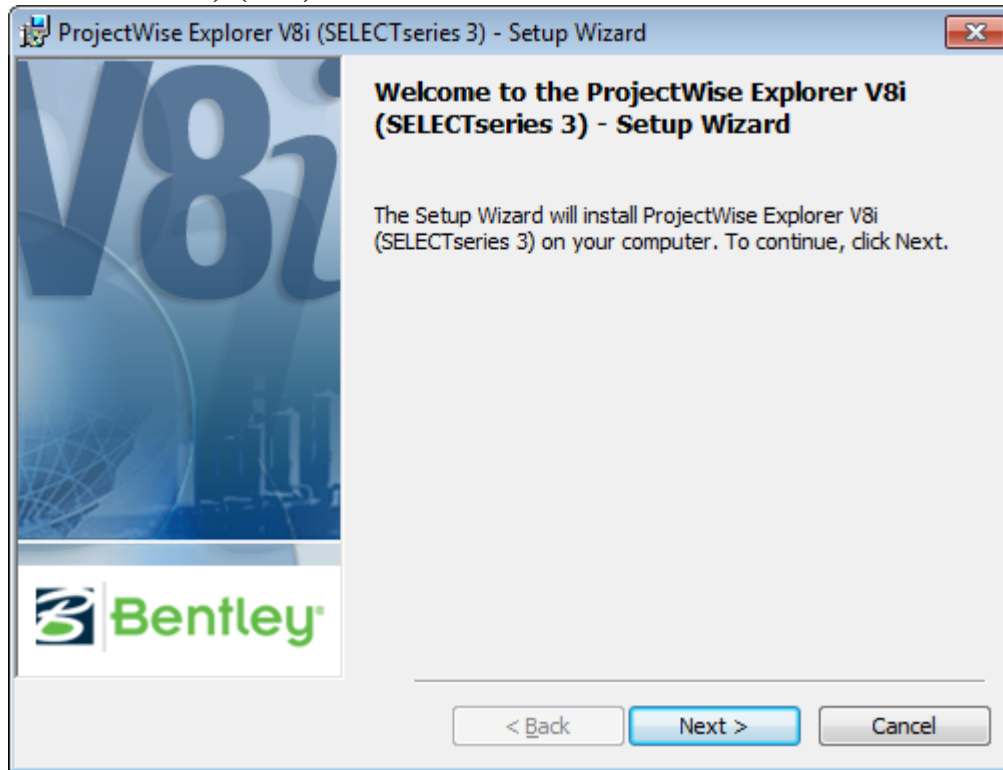 ProjectWise Explorer V8i (SELECTseries 3) - Setup Wizard
V8i
Welcome to the ProjectWise Explorer V8i
(SELECTseries 3) - Setup Wizard
The Setup Wizard will install ProjectWise Explorer V8i
(SELECTseries 3) on your computer. To continue, click Next.
Bentley®
< Back
Next >
Cancel